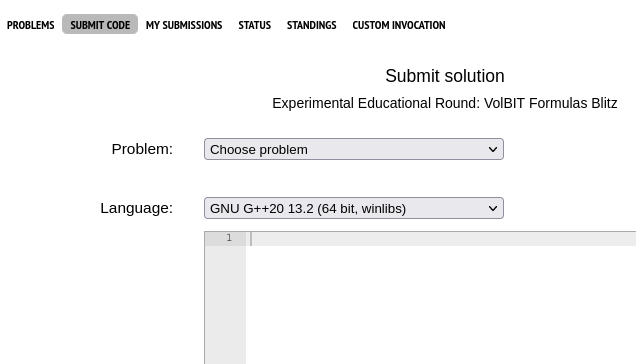 PROBLEMS SUBMIT CODE MY SUBMISSIONS STATUS STANDINGS CUSTOM INVOCATION
Submit solution
Experimental Educational Round: VolBIT Formulas Blitz
Problem: Choose problem
Language: GNU G++20 13.2 (64 bit, winlibs)
1